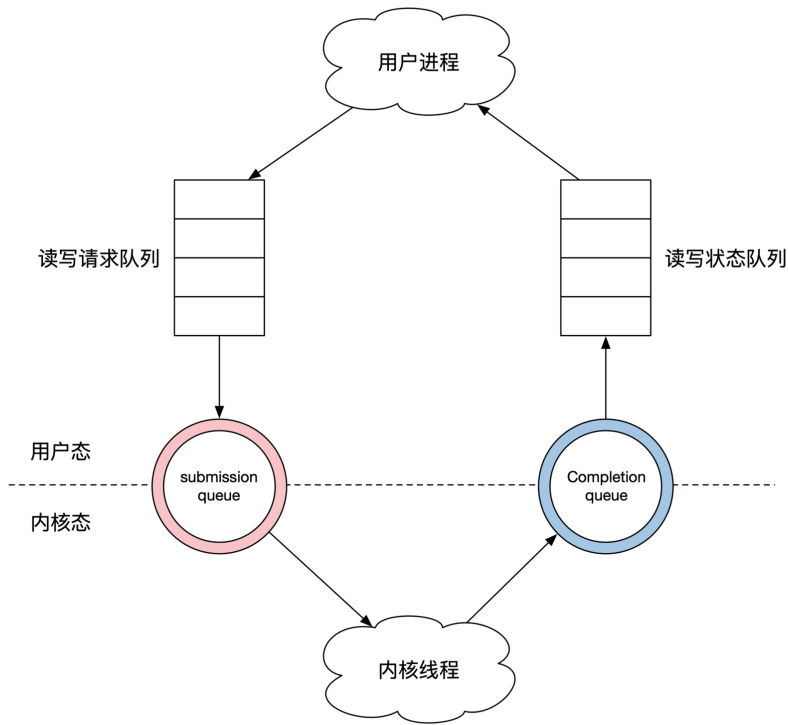 用户进程
读写请求队列
读写状态队列
用户态
submission
queue
Completion
queue
内核态
内核线程